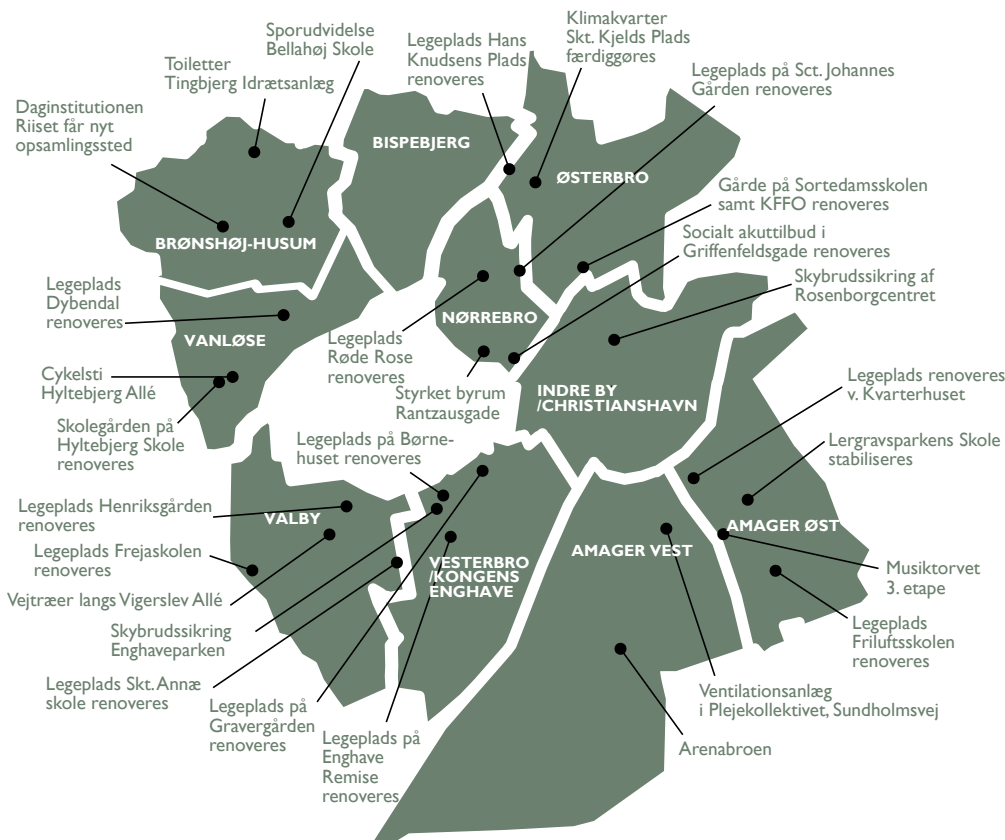 Sporudvidelse
Bellahøj Skole
Toiletter
Tingbjerg Idrætsanlæg
Daginstitutionen
Riiset får nyt
opsamlingssted
Legeplads Hans
Knudsens Plads
renoveres
Klimakvarter
Skt. Kjelds Plads
færdiggøres
Legeplads på Sct. Johannes
Gården renoveres
BISPEBJERG
ØSTERBRO
BRØNSHØJ-HUSUM
Gårde på Sortedamsskolen
samt KFFO renoveres
Socialt akuttilbud i
Griffenfeldsgade renoveres
Skybrudssikring af
Rosenborgcentret
Legeplads
Dybendal
renoveres
VANLØSE
NØRREBRO
Legeplads
Røde Rose
renoveres
Cykelsti
Hyltebjerg Allé
Skolegården på
Hyltebjerg Skole
renoveres
Styrket byrum
Rantzausgade
INDRE BY
/CHRISTIANSHAVN
Legeplads renoveres
v. Kvarterhuset
Legeplads på Børne-
huset renoveres
Lergravsparkens Skole
stabiliseres
Legeplads Henriksgården
renoveres
VALBY
AMAGER ØST
Legeplads Frejaskolen
renoveres
VESTERBRO
/KONGENS
ENGHAVE
AMAGER VEST
Musiktorvet
3. etape
Vejtræer langs Vigerslev Allé
Skybrudssikring
Enghaveparken
Legeplads
Friluftsskolen
renoveres
Legeplads Skt. Annæ
skole renoveres
Legeplads på
Gravergården
renoveres
Legeplads på
Enghave
Remise
renoveres
Ventilationsanlæg
i Plejekollektivet, Sundholmsvej
Arenabroen